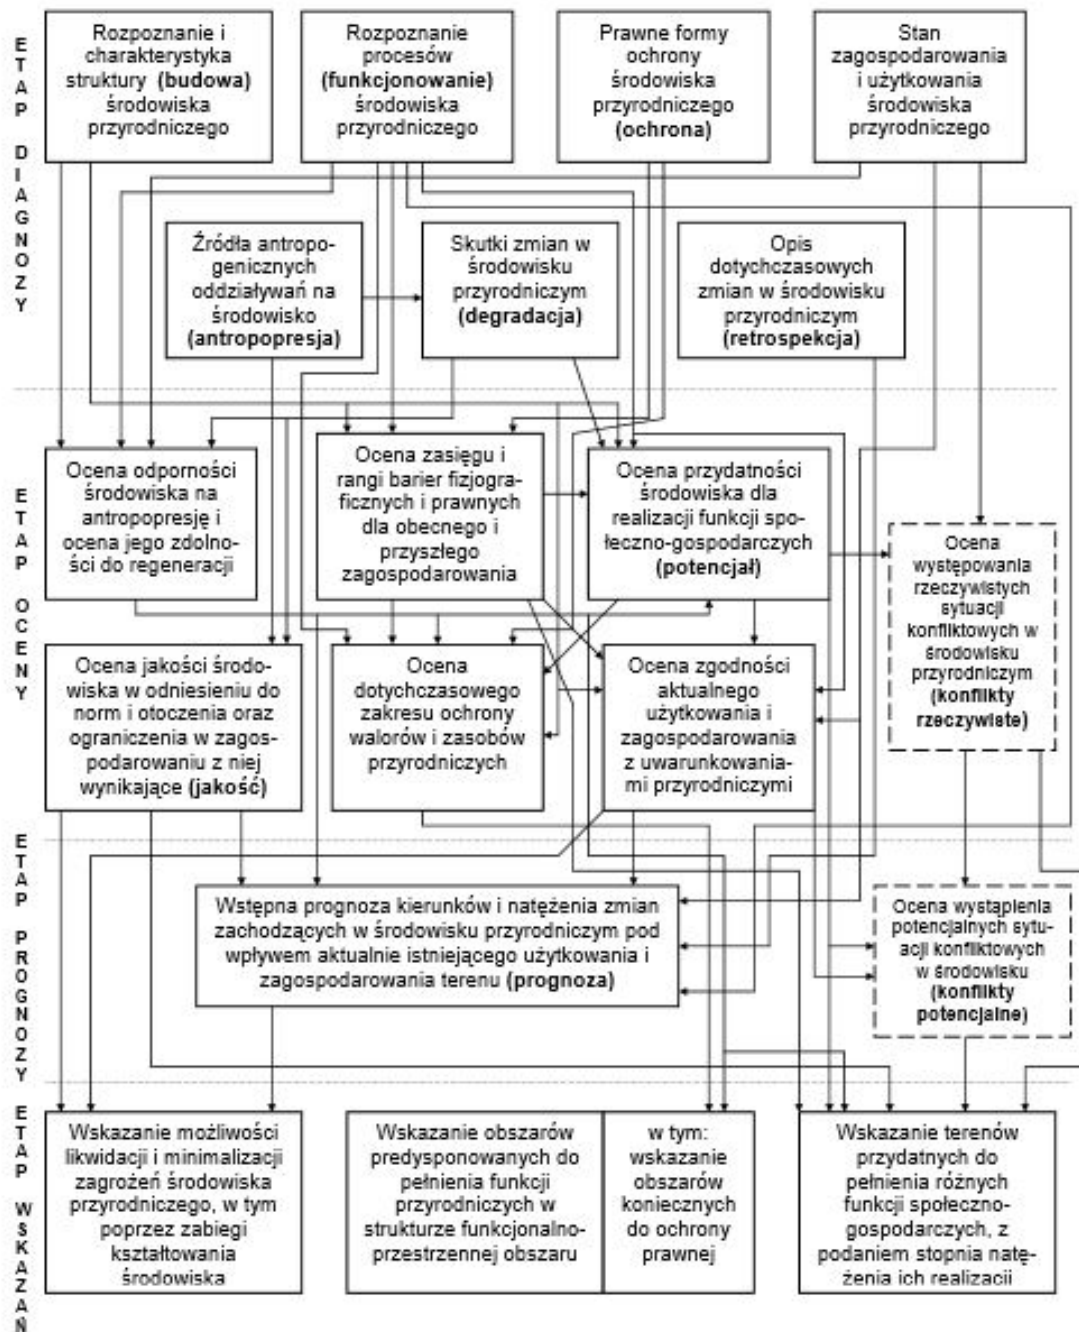 ETAP DIAGNOZY
Rozpoznanie i
charakterystyka
struktury (budowa)
środowiska
przyrodniczego
Rozpoznanie
procesów
(funkcjonowanie)
środowiska
przyrodniczego
Prawne formy
ochrony
środowiska
przyrodniczego
(ochrona)
Stan
zagospodarowania
i użytkowania
środowiska
przyrodniczego
Źródła antropo-
genicznych
oddziaływań na
środowisko
(antropopresja)
Skutki zmian w
środowisku
przyrodniczym
(degradacja)
Opis
dotychczasowych
zmian w środowisku
przyrodniczym
(retrospekcja)
ETAP OCENY
Ocena odporności
środowiska na
antropopresję i
ocena jego zdolno-
ści do regeneracji
Ocena zasięgu i
rangi barier fizjogra-
ficznych i prawnych
dla obecnego i
przyszłego
zagospodarowania
Ocena przydatności
środowiska dla
realizacji funkcji spo-
łeczno-gospodarczych
(potencjał)
Ocena
występowania
rzeczywistych
sytuacji
konfliktowych w
środowisku
przyrodniczym
(konflikty
rzeczywiste)
Ocena jakości środo-
wiska w odniesieniu do
norm i otoczenia oraz
ograniczenia w zagos-
podarowaniu z niej
wynikające (jakość)
Ocena
dotychczasowego
zakresu ochrony
walorów i zasobów
przyrodniczych
Ocena zgodności
aktualnego
użytkowania i
zagospodarowania
z uwarunkowania-
mi przyrodniczymi
ETAP PROGNOZY
Wstępna prognoza kierunków i natężenia zmian
zachodzących w środowisku przyrodniczym pod
wpływem aktualnie istniejącego użytkowania i
zagospodarowania terenu (prognoza)
Ocena wystąpienia
potencjalnych sytu-
acji konfliktowych
w środowisku
(konflikty
potencjalne)
ETAP WSKAZAŃ
Wskazanie możliwości
likwidacji i minimalizacji
zagrożeń środowiska
przyrodniczego, w tym
poprzez zabiegi
kształtowania
środowiska
Wskazanie obszarów
predysponowanych do
pełnienia funkcji
przyrodniczych w
strukturze funkcjonalno-
przestrzennej obszaru
w tym:
wskazanie
obszarów
koniecznych
do ochrony
prawnej
Wskazanie terenów
przydatnych do
pełnienia różnych
funkcji społeczno-
gospodarczych, z
podaniem stopnia natę-
żenia ich realizacji